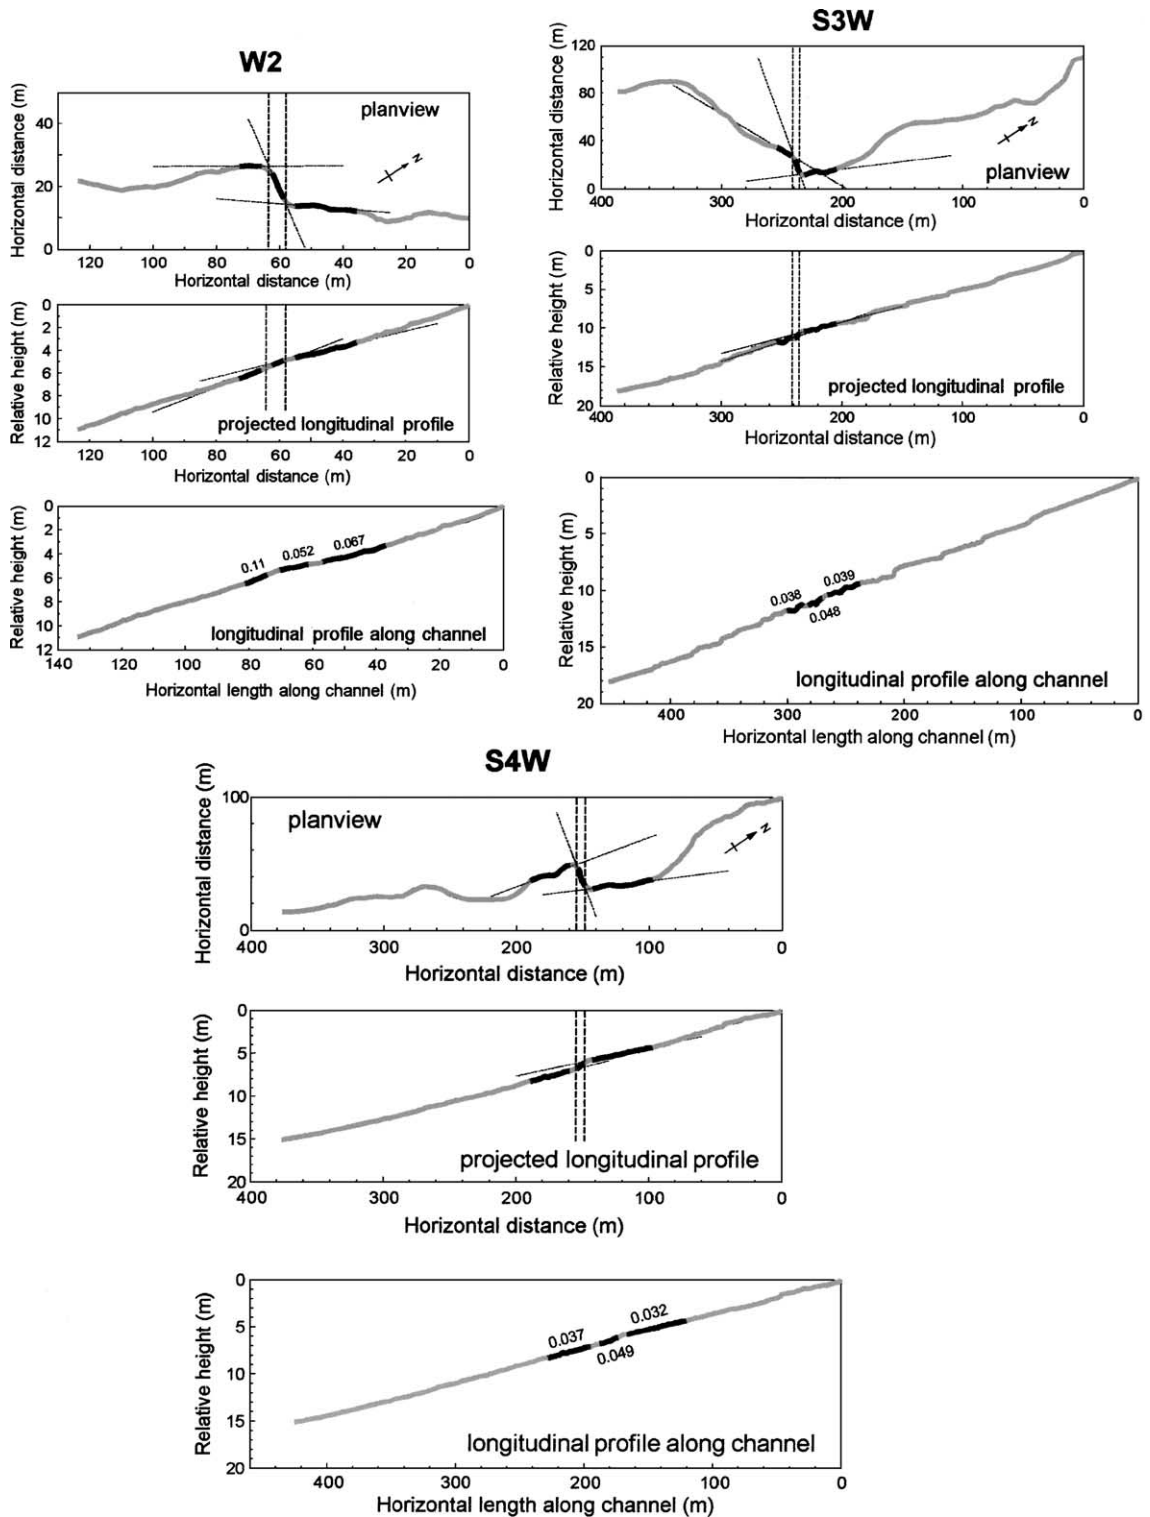 W2
Horizontal distance (m)
40
20
0
planview
N
120 100 80 60 40 20 0
Horizontal distance (m)
Relative height (m)
0
2
4
6
8
10
12
projected longitudinal profile
120 100 80 60 40 20 0
Horizontal distance (m)
Relative height (m)
0
2
4
6
8
10
12
0.11 0.052 0.067
longitudinal profile along channel
140 120 100 80 60 40 20 0
Horizontal length along channel (m)
S3W
Horizontal distance (m)
120
80
40
0
N
planview
400 300 200 100 0
Horizontal distance (m)
Relative height (m)
0
5
10
15
20
projected longitudinal profile
400 300 200 100 0
Horizontal distance (m)
Relative height (m)
0
5
10
15
20
0.038 0.039
0.048
longitudinal profile along channel
400 300 200 100 0
Horizontal length along channel (m)
S4W
Horizontal distance (m)
100
50
0
planview
N
400 300 200 100 0
Horizontal distance (m)
Relative height (m)
0
5
10
15
20
projected longitudinal profile
400 300 200 100 0
Horizontal distance (m)
Relative height (m)
0
5
10
15
20
0.037 0.032
0.049
longitudinal profile along channel
400 300 200 100 0
Horizontal length along channel (m)